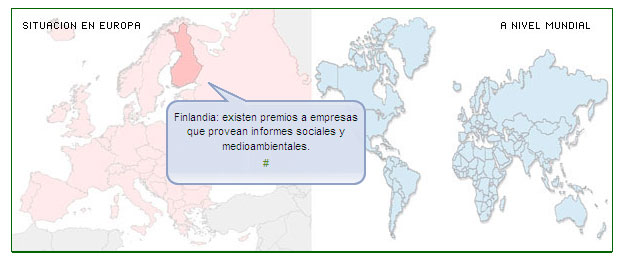 SITUACION EN EUROPA
A NIVEL MUNDIAL
Finlandia: existen premios a empresas
que provean informes sociales y
medioambientales.
#